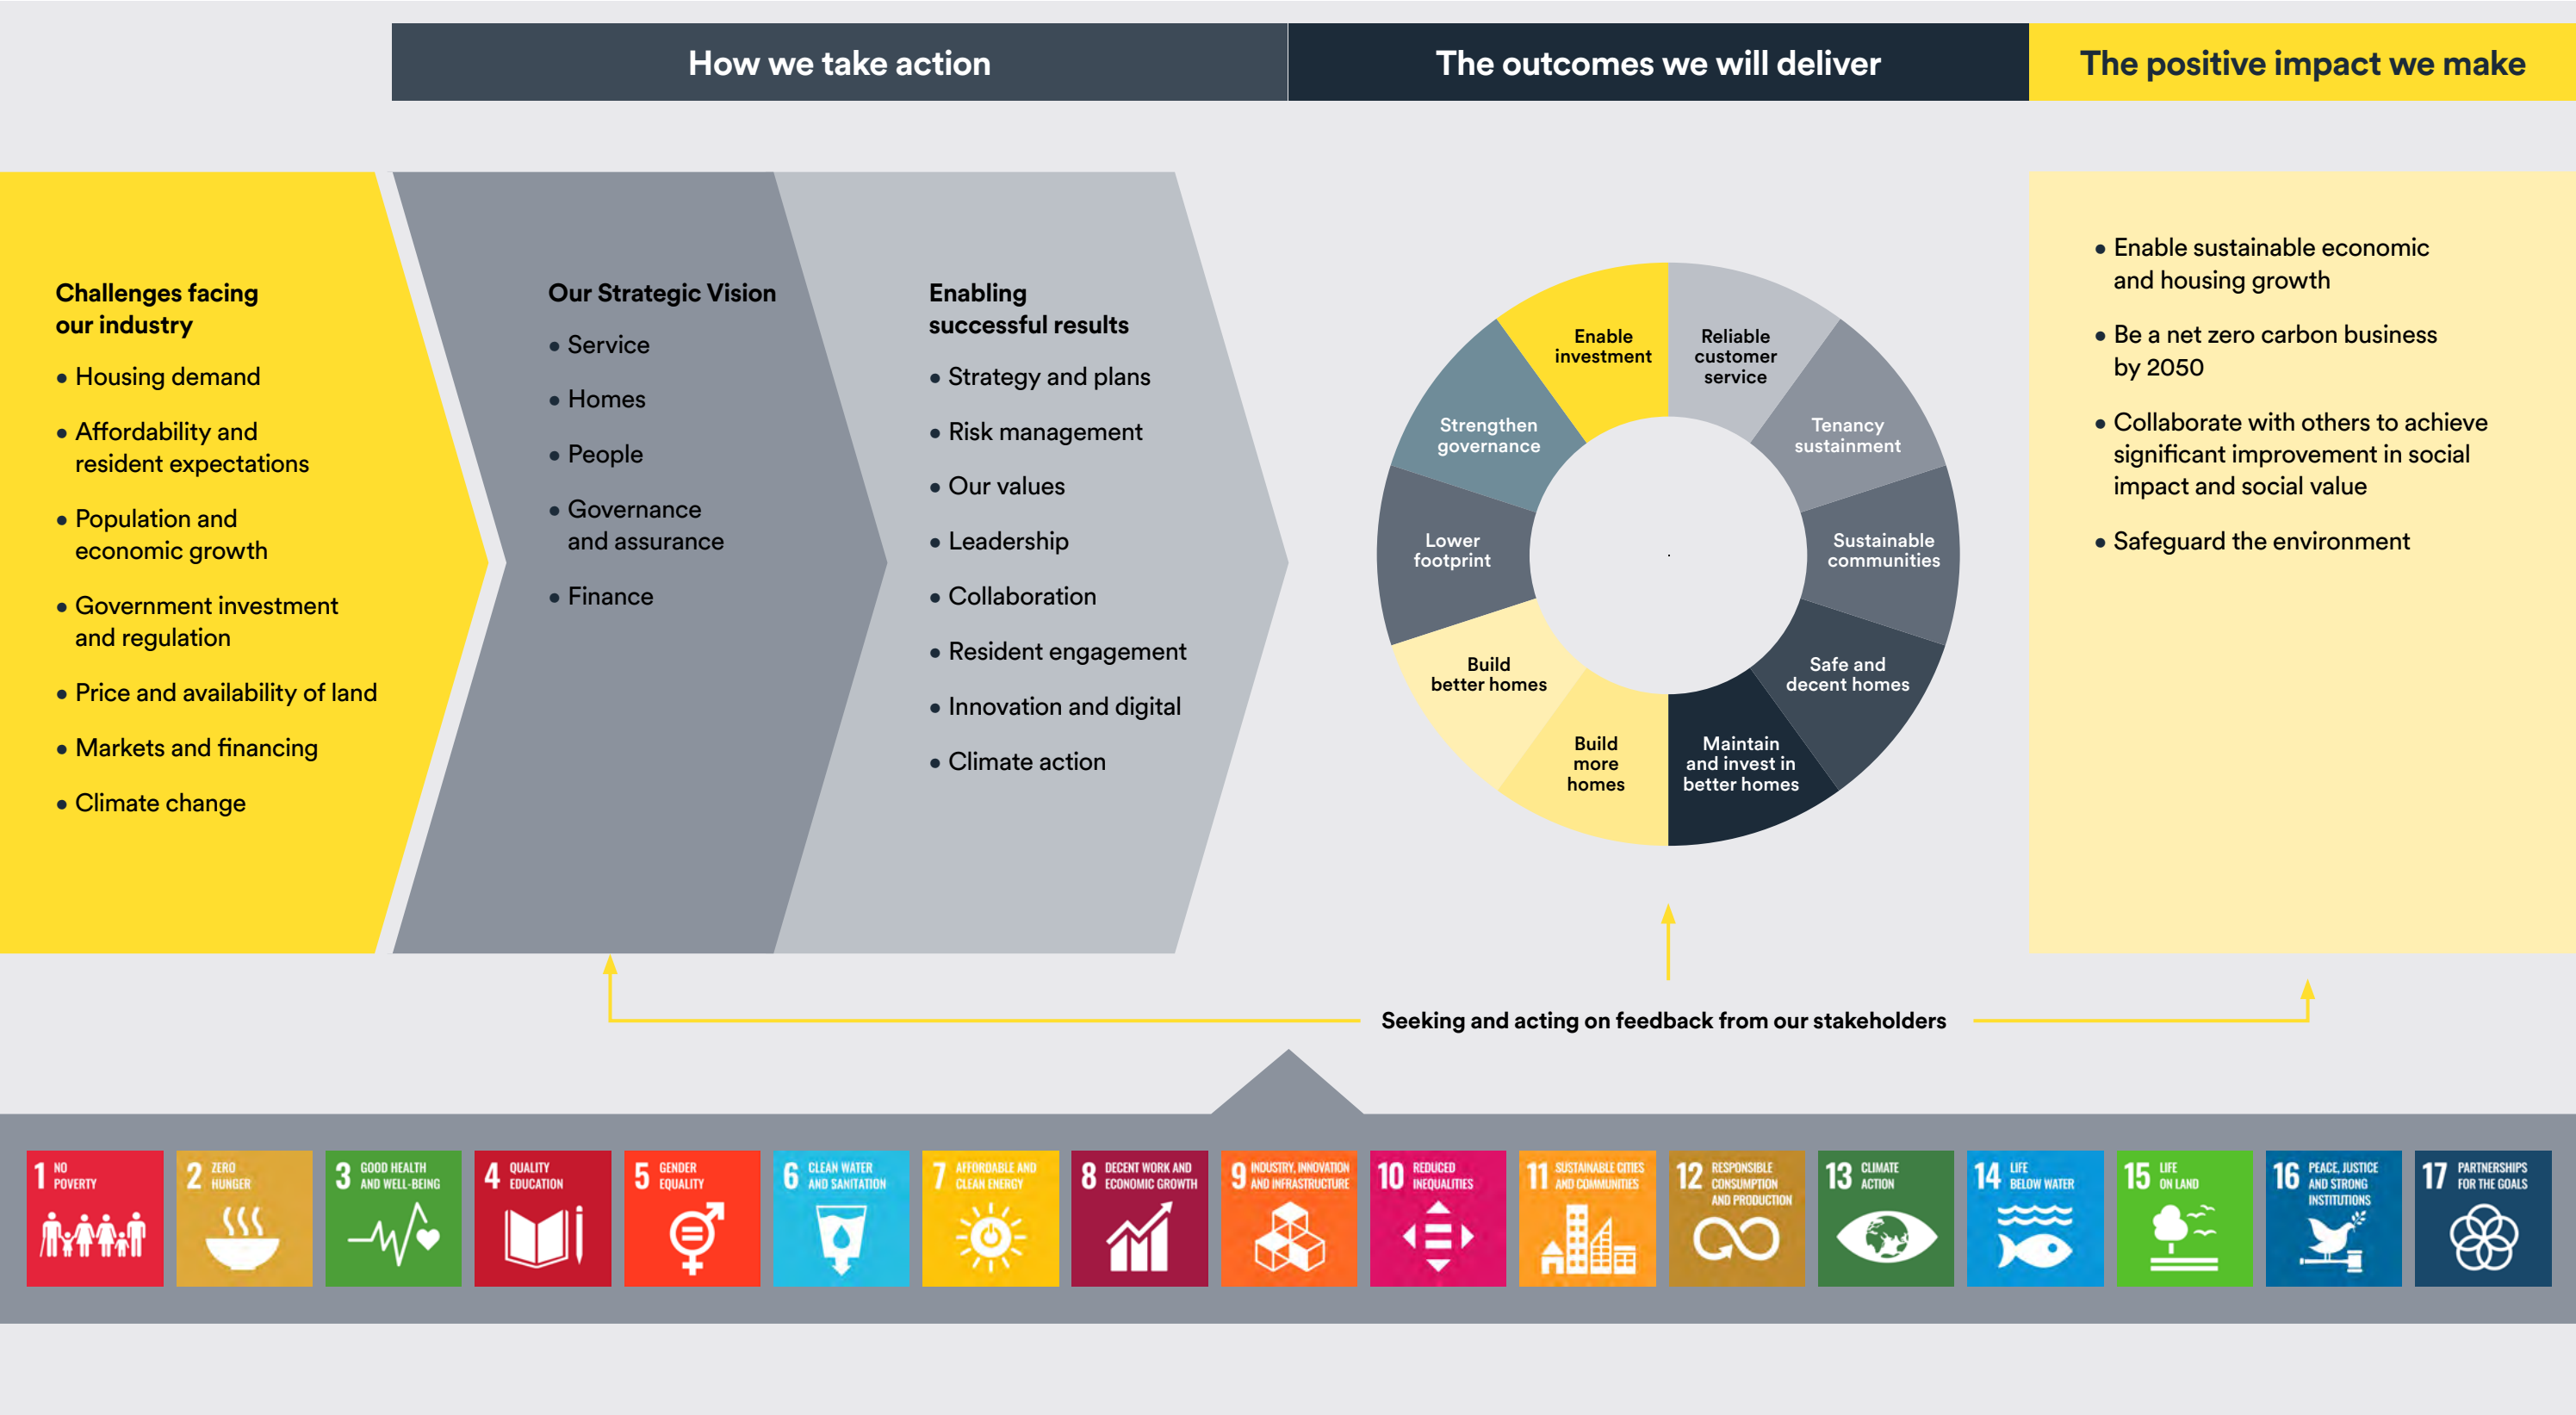 How we take action
The outcomes we will deliver
The positive impact we make
Challenges facing
our industry
• Housing demand
• Affordability and
resident expectations
• Population and
economic growth
• Government investment
and regulation
• Price and availability of land
• Markets and financing
• Climate change
Our Strategic Vision
• Service
• Homes
• People
• Governance
and assurance
• Finance
Enabling
successful results
• Strategy and plans
• Risk management
• Our values
• Leadership
• Collaboration
• Resident engagement
• Innovation and digital
• Climate action
Enable
investment
Reliable
customer
service
Tenancy
sustainment
Sustainable
communities
Safe and
decent homes
Maintain
and invest in
better homes
Build
more
homes
Build
better homes
Lower
footprint
Strengthen
governance
• Enable sustainable economic
and housing growth
• Be a net zero carbon business
by 2050
• Collaborate with others to achieve
significant improvement in social
impact and social value
• Safeguard the environment
Seeking and acting on feedback from our stakeholders
1 NO
POVERTY
2 ZERO
HUNGER
3 GOOD HEALTH
AND WELL-BEING
4 QUALITY
EDUCATION
5 GENDER
EQUALITY
6 CLEAN WATER
AND SANITATION
7 AFFORDABLE AND
CLEAN ENERGY
8 DECENT WORK AND
ECONOMIC GROWTH
9 INDUSTRY, INNOVATION
AND INFRASTRUCTURE
10 REDUCED
INEQUALITIES
11 SUSTAINABLE CITIES
AND COMMUNITIES
12 RESPONSIBLE
CONSUMPTION
AND PRODUCTION
13 CLIMATE
ACTION
14 LIFE
BELOW WATER
15 LIFE
ON LAND
16 PEACE, JUSTICE
AND STRONG
INSTITUTIONS
17 PARTNERSHIPS
FOR THE GOALS